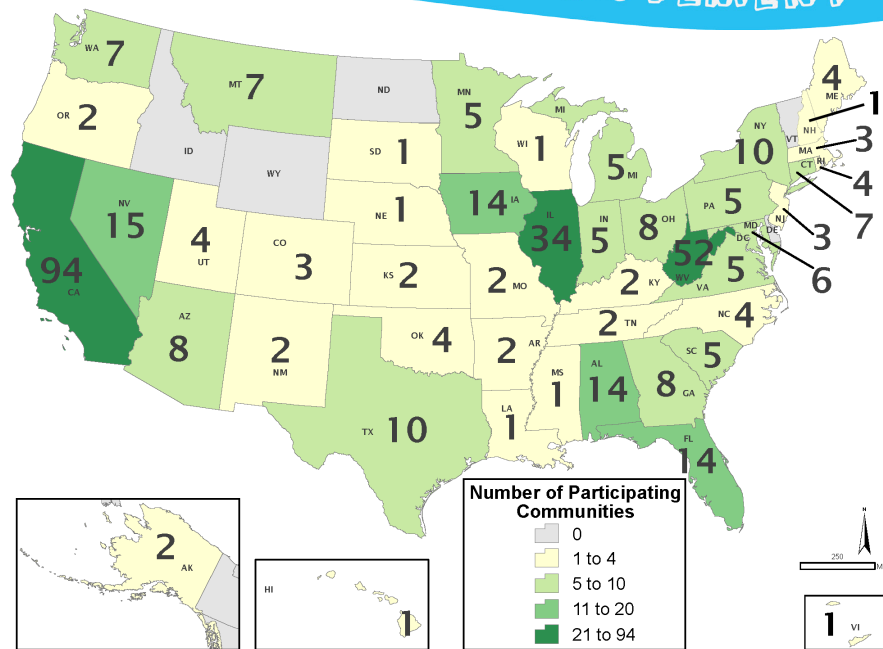 WA 7
MT 7
ND
MN 5
MI
4 ME
1
OR 2
ID
SD 1
WI 1
NY 10
VT
NH
MA
3
WY
5 MI
CT
RI
4
NV 15
NE 1
14 IA
IL 34
IN 5
8 OH
PA 5
NJ
7
3
4 UT
CO 3
KS 2
2 MO
52 WV
MD
DE
DC
6
94 CA
2 KY
VA 5
AZ 8
2 NM
OK 4
2 AR
2 TN
NC 4
MS 1
AL 14
8 GA
SC 5
TX 10
LA 1
FL 14
2 AK
HI
1
Number of Participating
Communities
0
1 to 4
5 to 10
11 to 20
21 to 94
N
250
1 VI